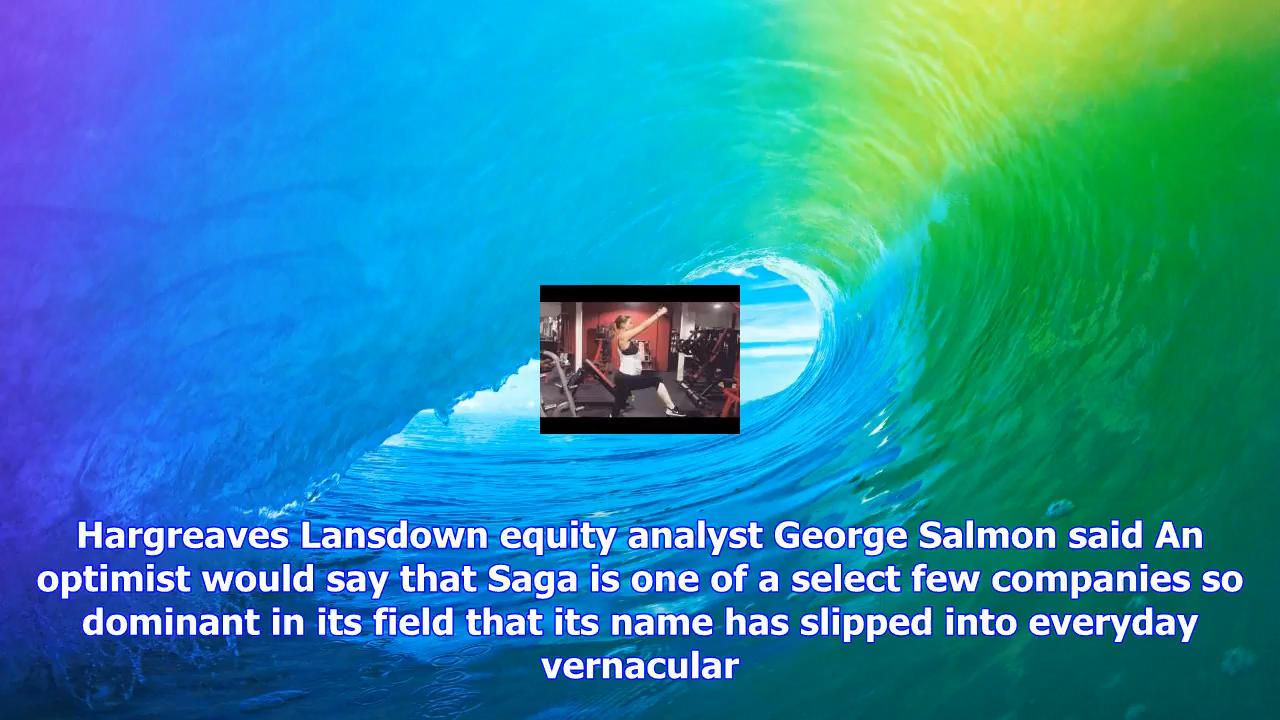 Hargreaves Lansdown equity analyst George Salmon said An
optimist would say that Saga is one of a select few companies so
dominant in its field that its name has slipped into everyday
vernacular